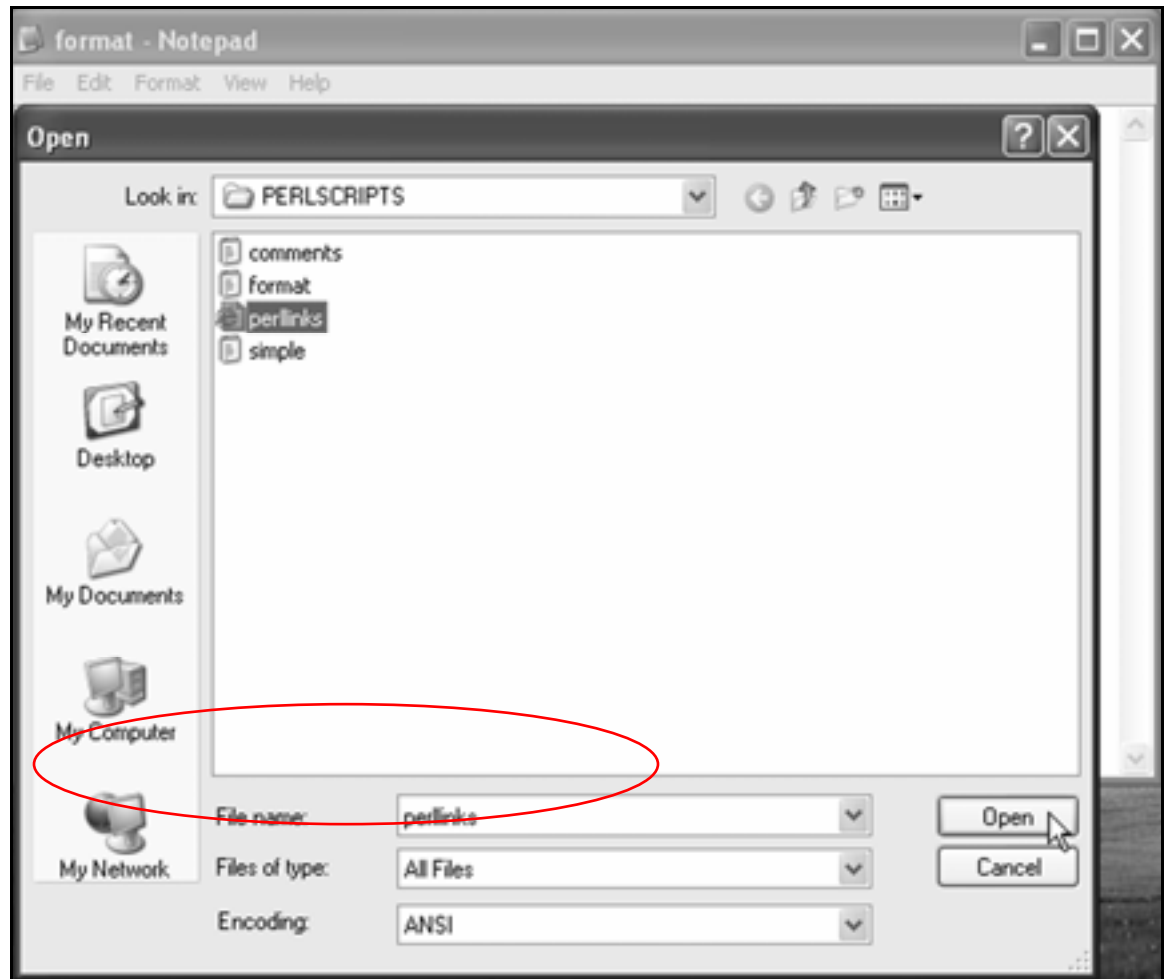 format - Notepad
File Edit Format View Help
Open
Look in: PERLSCRIPTS
comments
format
perllinks
simple
My Recent
Documents
Desktop
My Documents
My Computer
My Network
File name: perllinks
Open
Files of type: All Files
Cancel
Encoding: ANSI